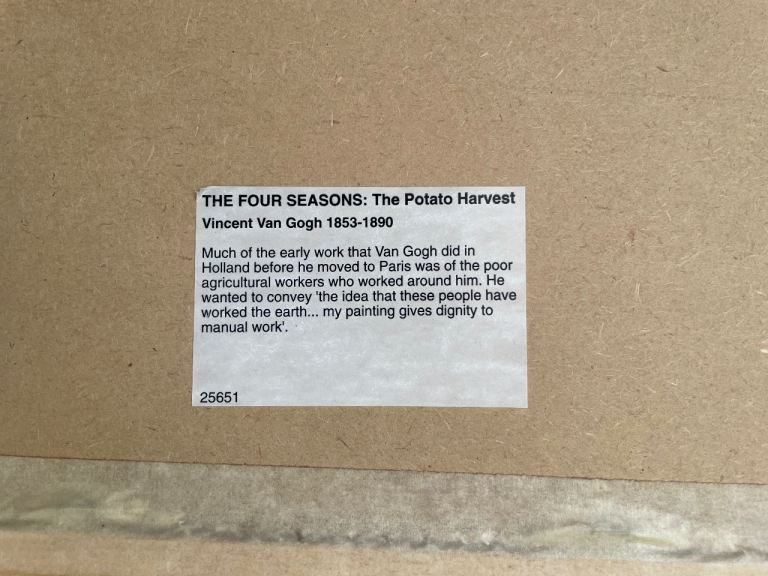 THE FOUR SEASONS: The Potato Harvest
Vincent Van Gogh 1853-1890
Much of the early work that Van Gogh did in
Holland before he moved to Paris was of the poor
agricultural workers who worked around him. He
wanted to convey 'the idea that these people have
worked the earth... my painting gives dignity to
manual work'.
25651